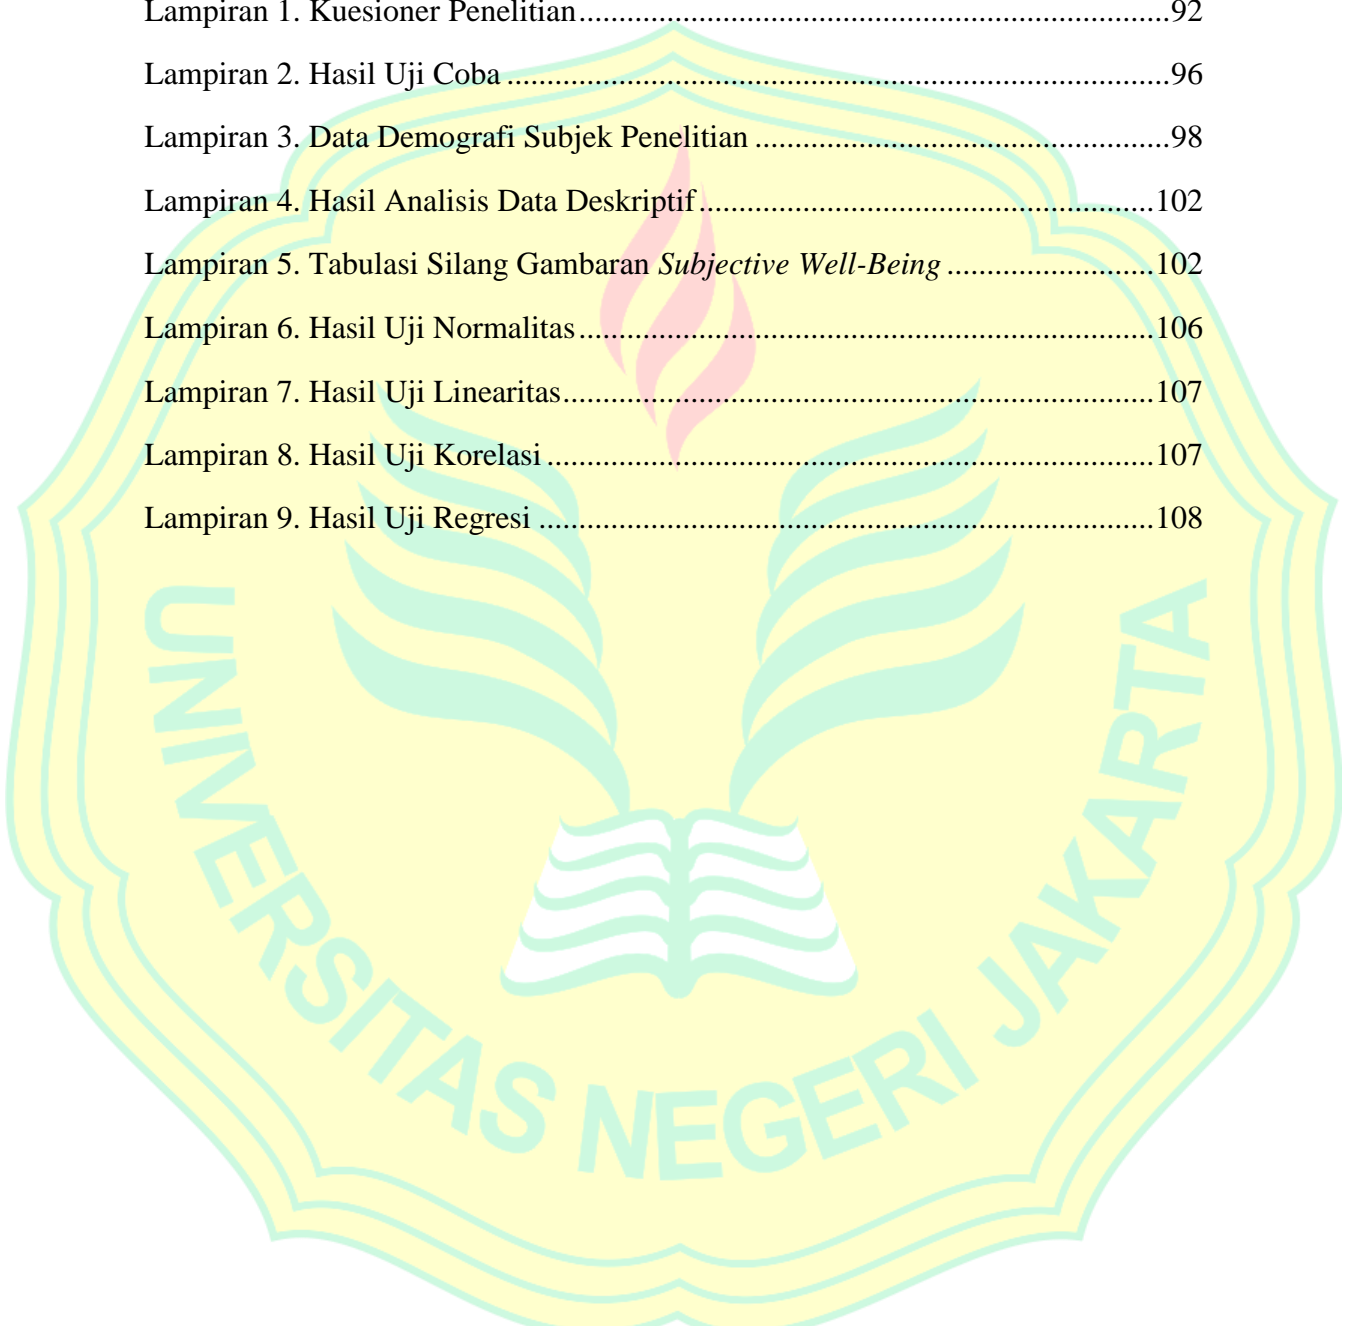 Lampiran 1. Kuesioner Penelitian........................................................................92
Lampiran 2. Hasil Uji Coba.................................................................................96
Lampiran 3. Data Demografi Subjek Penelitian...................................................98
Lampiran 4. Hasil Analisis Data Deskriptif.......................................................102
Lampiran 5. Tabulasi Silang Gambaran Subjective Well-Being.........................102
Lampiran 6. Hasil Uji Normalitas......................................................................106
Lampiran 7. Hasil Uji Linearitas........................................................................107
Lampiran 8. Hasil Uji Korelasi..........................................................................107
Lampiran 9. Hasil Uji Regresi...........................................................................108
UNIVERSITAS NEGERI JAKARTA